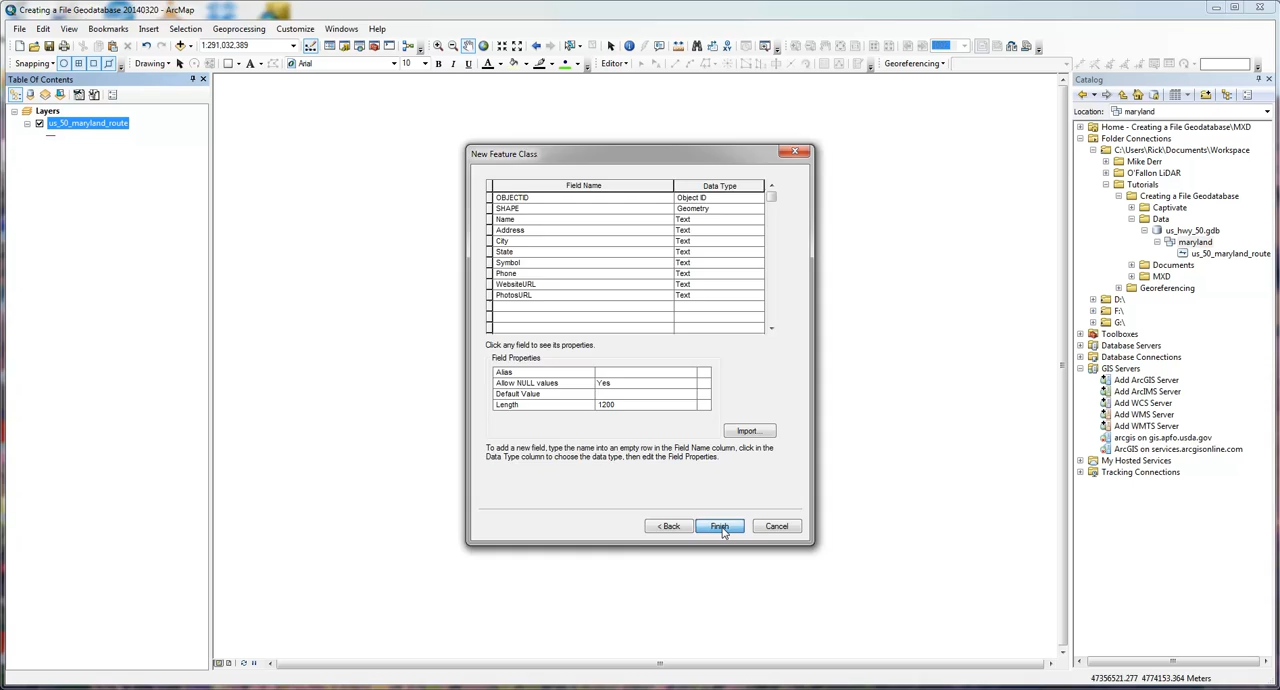 Creating a File Geodatabase 20140320 - ArcMap
File Edit View Bookmarks Insert Selection Geoprocessing Customize Windows Help
1:291,032,389
Snapping Drawing Arial 10 B I U A Editor Georeferencing
Table Of Contents
Layers
us_50_maryland_route
New Feature Class
Field Name Data Type
OBJECTID Object ID
SHAPE Geometry
Name Text
Address Text
City Text
State Text
Symbol Text
Phone Text
WebsiteURL Text
PhotosURL Text
Click any field to see its properties.
Field Properties
Alias
Allow NULL values Yes
Default Value
Length 1200
Import...
To add a new field, type the name into an empty row in the Field Name column, click in the
Data Type column to choose the data type, then edit the Field Properties.
< Back Finish Cancel
Catalog
Location: maryland
Home - Creating a File Geodatabase\MXD
Folder Connections
C:\Users\Rick\Documents\Workspace
Mike Derr
O'Fallon LiDAR
Tutorials
Creating a File Geodatabase
Captivate
Data
us_hwy_50.gdb
maryland
us_50_maryland_route
Documents
MXD
Georeferencing
D:\
F:\
G:\
Toolboxes
Database Servers
Database Connections
GIS Servers
Add ArcGIS Server
Add ArcIMS Server
Add WCS Server
Add WMS Server
Add WMTS Server
arcgis on gis.apfo.usda.gov
ArcGIS on services.arcgisonline.com
My Hosted Services
Tracking Connections
47356521.277 4774153.364 Meters